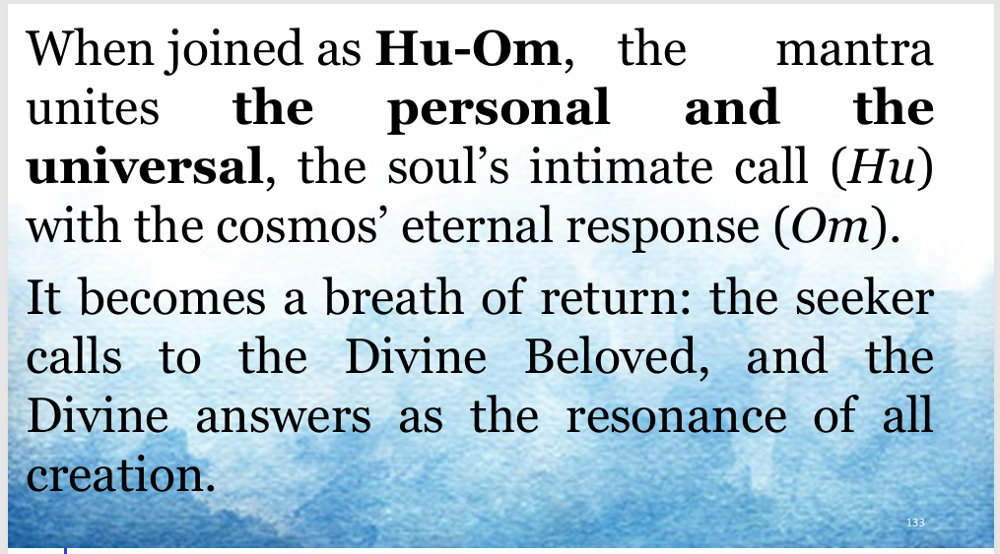 When joined as Hu-Om, the mantra
unites the personal and the
universal, the soul’s intimate call (Hu)
with the cosmos’ eternal response (Om).
It becomes a breath of return: the seeker
calls to the Divine Beloved, and the
Divine answers as the resonance of all
creation.
133